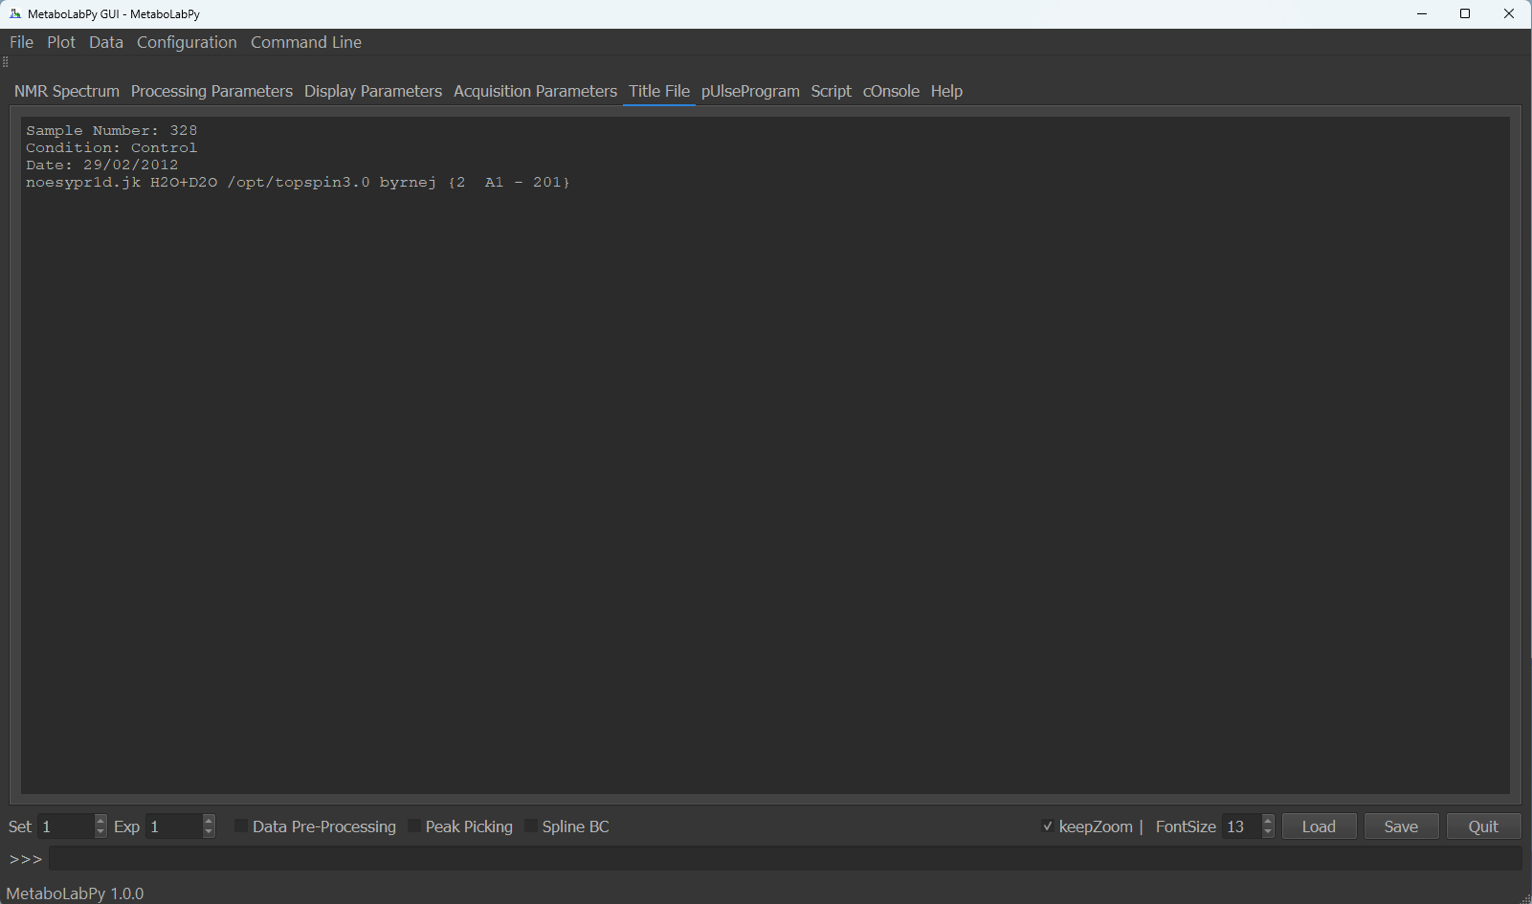 MetaboLabPy GUI - MetaboLabPy
File Plot Data Configuration Command Line
NMR Spectrum Processing Parameters Display Parameters Acquisition Parameters Title File pUlseProgram Script cOnsole Help
Sample Number: 328
Condition: Control
Date: 29/02/2012
noesypr1d.jk H2O+D2O /opt/topspin3.0 byrnej {2  A1 - 201}
Set 1 Exp 1 Data Pre-Processing Peak Picking Spline BC keepZoom | FontSize 13 Load Save Quit
>>>
MetaboLabPy 1.0.0